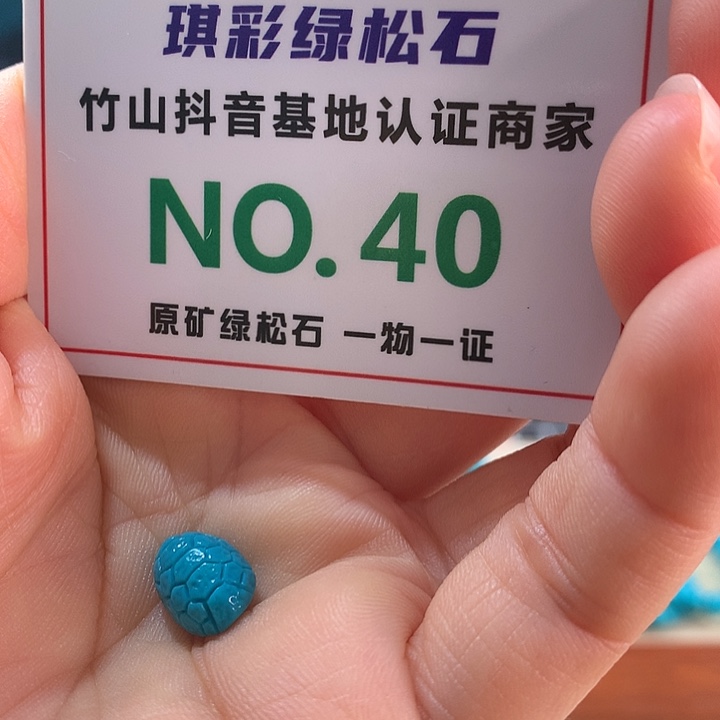 琪彩绿松石
竹山抖音基地认证商家
NO. 40
原矿绿松石 一物一证